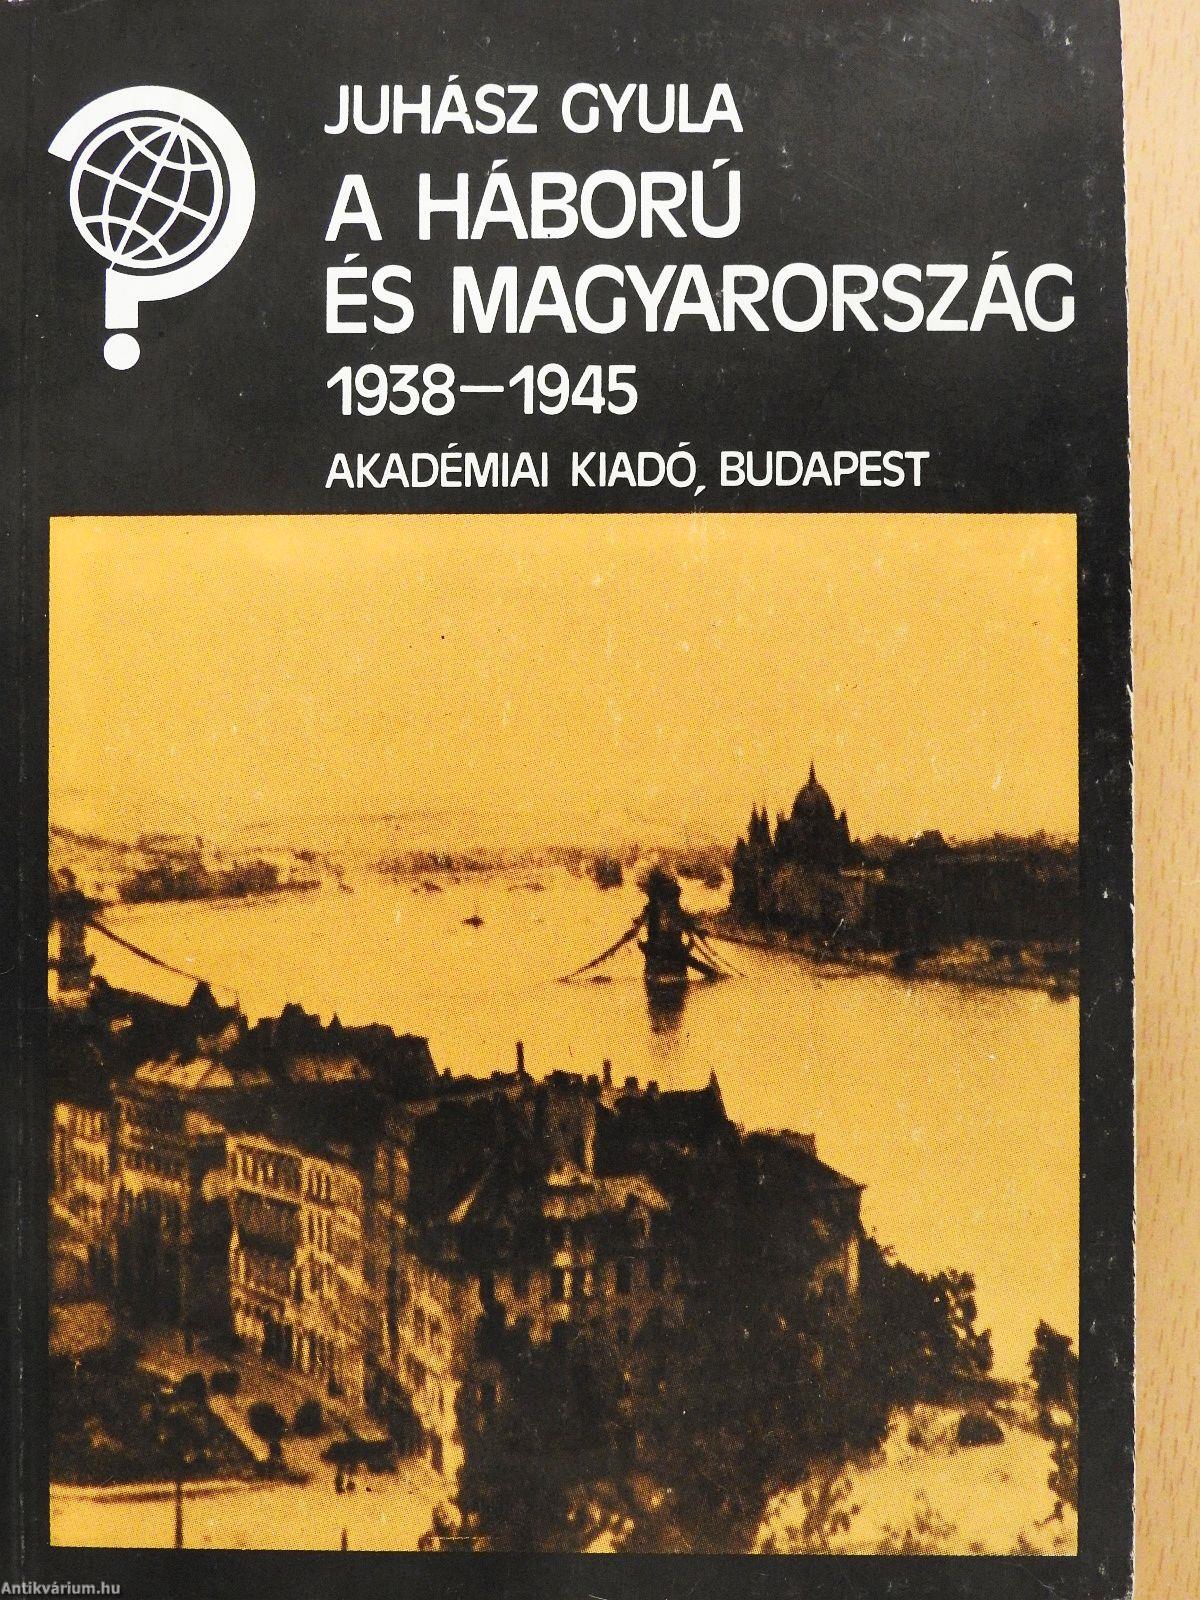 JUHÁSZ GYULA
A HÁBORÚ
ÉS MAGYARORSZÁG
1938—1945
AKADÉMIAI KIADÓ, BUDAPEST
Antikvárium.hu